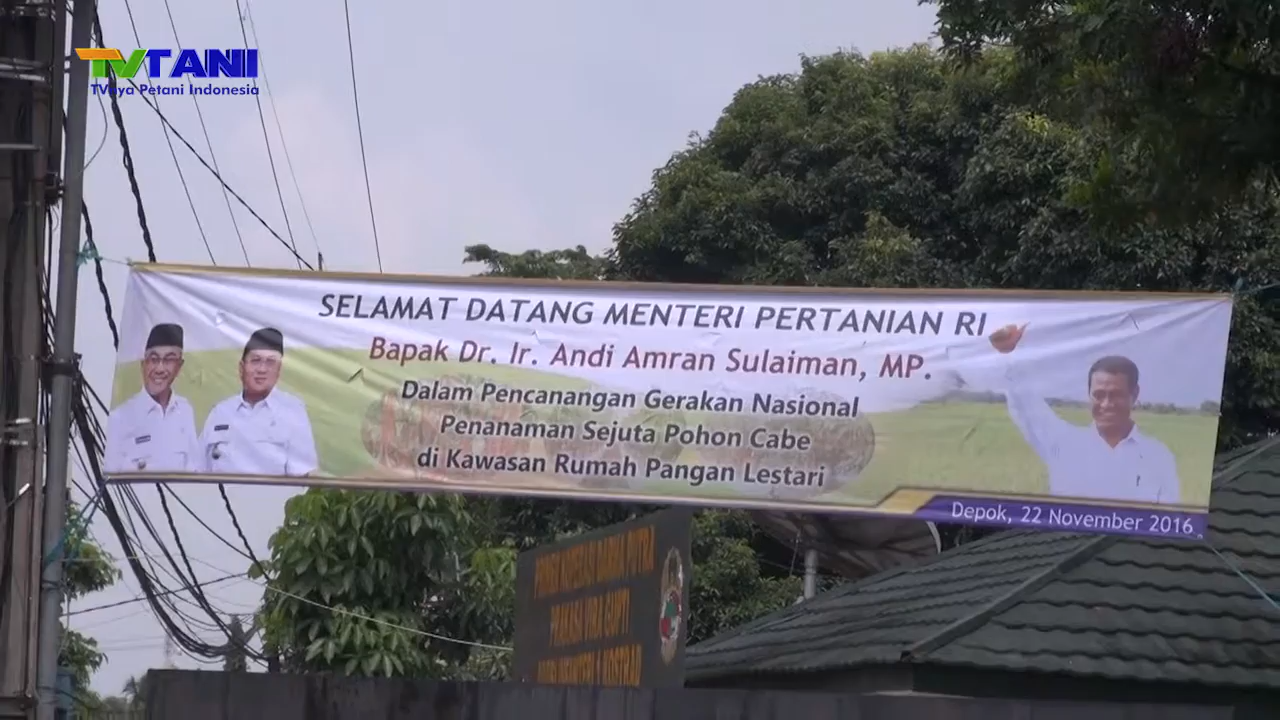 TVTANI
TVnya Petani Indonesia
SELAMAT DATANG MENTERI PERTANIAN RI
Bapak Dr. Ir. Andi Amran Sulaiman, MP.
Dalam Pencanangan Gerakan Nasional
Penanaman Sejuta Pohon Cabe
di Kawasan Rumah Pangan Lestari
Depok, 22 November 2016